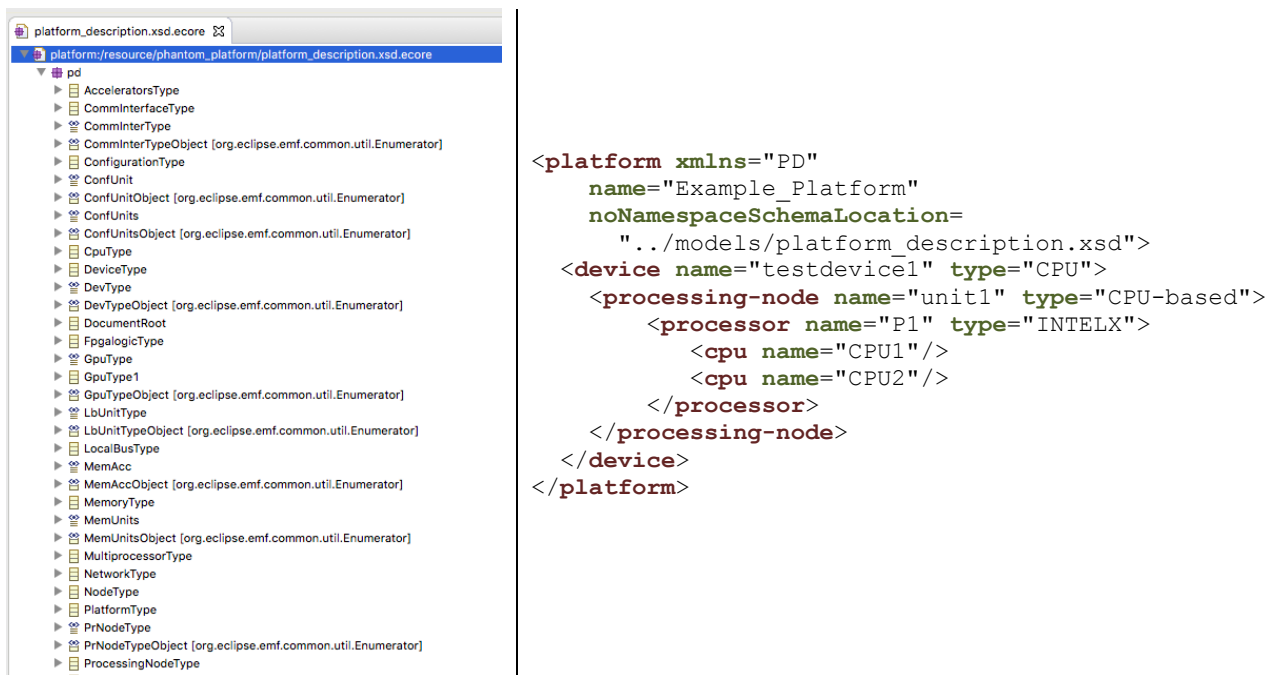 platform_description.xsd.ecore
platform:/resource/phantom_platform/platform_description.xsd.ecore
pd
AcceleratorsType
CommInterfaceType
CommInterType
CommInterTypeObject [org.eclipse.emf.common.util.Enumerator]
ConfigurationType
ConfUnit
ConfUnitObject [org.eclipse.emf.common.util.Enumerator]
ConfUnits
ConfUnitsObject [org.eclipse.emf.common.util.Enumerator]
CpuType
DeviceType
DevType
DevTypeObject [org.eclipse.emf.common.util.Enumerator]
DocumentRoot
FpgalogicType
GpuType
GpuType1
GpuTypeObject [org.eclipse.emf.common.util.Enumerator]
LbUnitType
LbUnitTypeObject [org.eclipse.emf.common.util.Enumerator]
LocalBusType
MemAcc
MemAccObject [org.eclipse.emf.common.util.Enumerator]
MemoryType
MemUnits
MemUnitsObject [org.eclipse.emf.common.util.Enumerator]
MultiprocessorType
NetworkType
NodeType
PlatformType
PrNodeType
PrNodeTypeObject [org.eclipse.emf.common.util.Enumerator]
ProcessingNodeType
<platform xmlns="PD"
name="Example_Platform"
noNamespaceSchemaLocation=
"../models/platform_description.xsd">
<device name="testdevice1" type="CPU">
<processing-node name="unit1" type="CPU-based">
<processor name="P1" type="INTELX">
<cpu name="CPU1"/>
<cpu name="CPU2"/>
</processor>
</processing-node>
</device>
</platform>